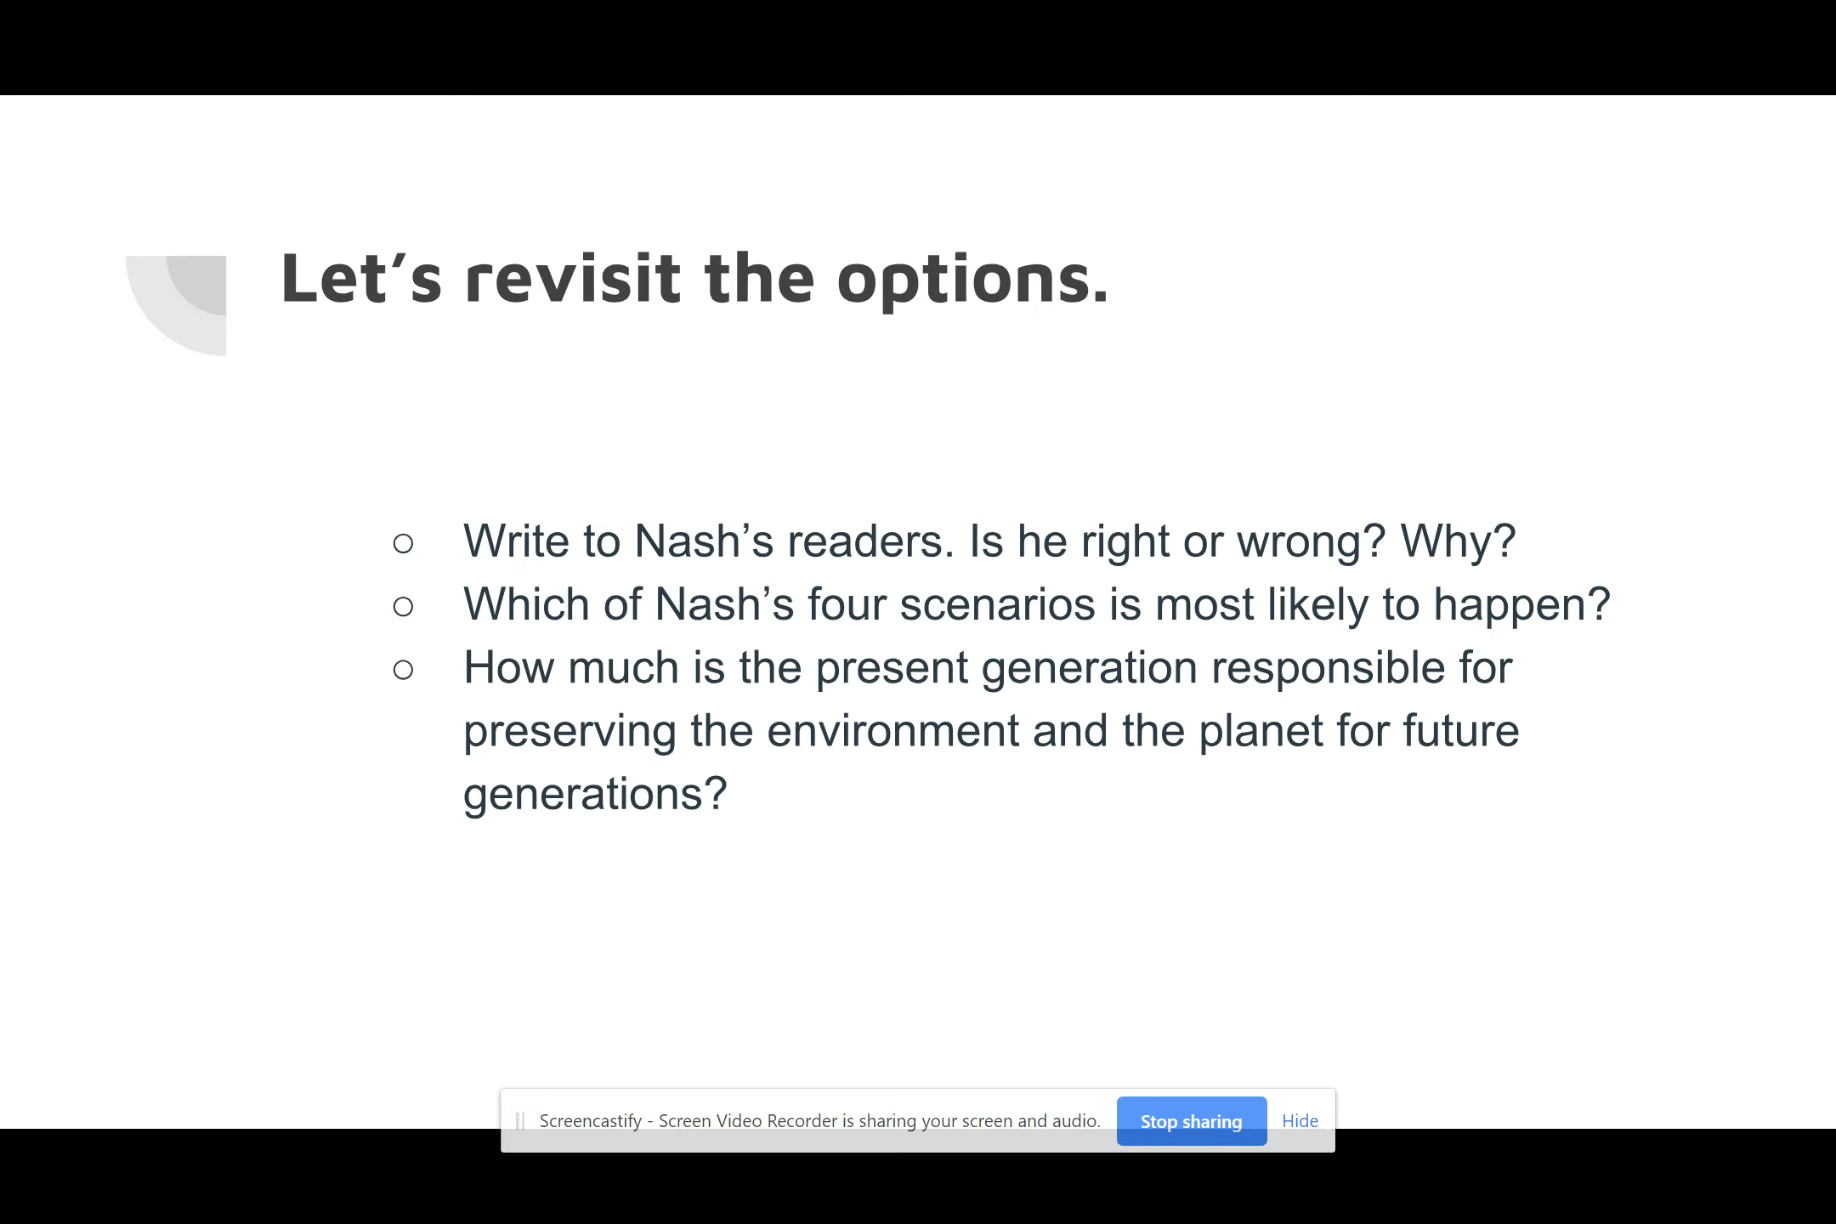 Let’s revisit the options.
○ Write to Nash’s readers. Is he right or wrong? Why?
○ Which of Nash’s four scenarios is most likely to happen?
○ How much is the present generation responsible for
preserving the environment and the planet for future
generations?
Screencastify - Screen Video Recorder is sharing your screen and audio. Stop sharing Hide